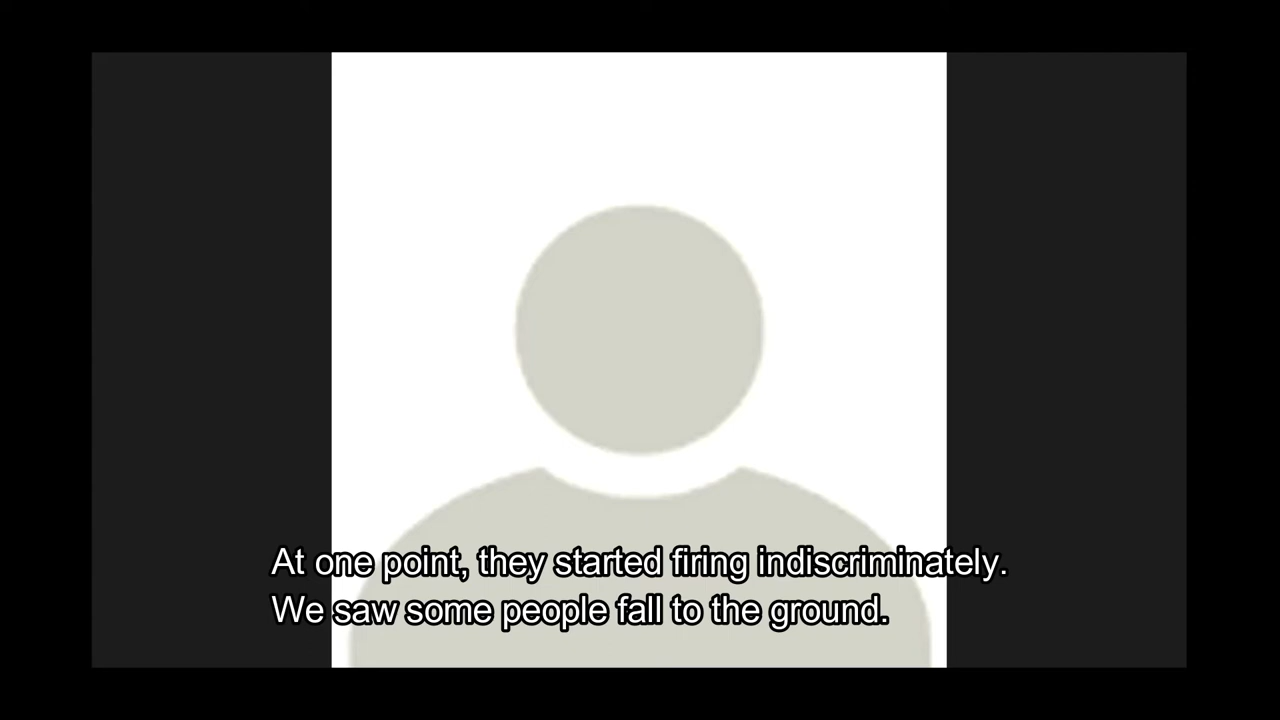 At one point, they started firing indiscriminately.
We saw some people fall to the ground.